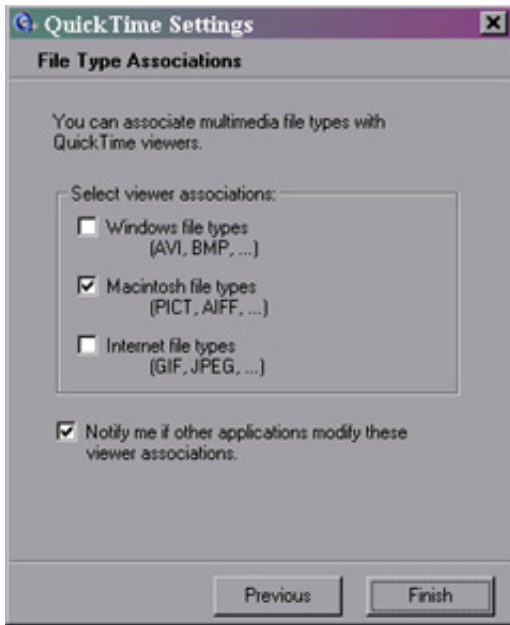 QuickTime Settings
File Type Associations
You can associate multimedia file types with
QuickTime viewers.
Select viewer associations:
Windows file types
(AVI, BMP, ...)
Macintosh file types
(PICT, AIFF, ...)
Internet file types
(GIF, JPEG, ...)
Notify me if other applications modify these
viewer associations.
Previous
Finish